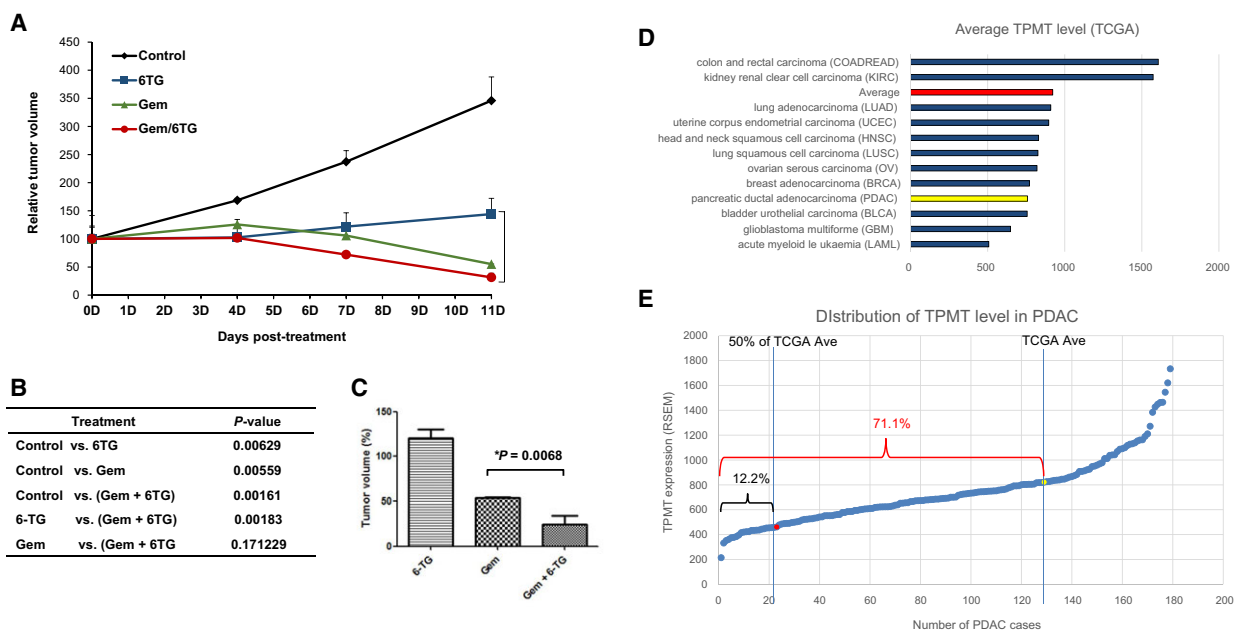 A
Relative tumor volume
450
400
350
300
250
200
150
100
50
0
Control
6TG
Gem
Gem/6TG
0D 1D 2D 3D 4D 5D 6D 7D 8D 9D 10D 11D
Days post-treatment
B
Treatment P-value
Control vs. 6TG 0.00629
Control vs. Gem 0.00559
Control vs. (Gem + 6TG) 0.00161
6-TG vs. (Gem + 6TG) 0.00183
Gem vs. (Gem + 6TG 0.171229
C
Tumor volume (%)
150
100
50
0
*P = 0.0068
6-TG
Gem
Gem + 6-TG
D
Average TPMT level (TCGA)
colon and rectal carcinoma (COADREAD)
kidney renal clear cell carcinoma (KIRC)
Average
lung adenocarcinoma (LUAD)
uterine corpus endometrial carcinoma (UCEC)
head and neck squamous cell carcinoma (HNSC)
lung squamous cell carcinoma (LUSC)
ovarian serous carcinoma (OV)
breast adenocarcinoma (BRCA)
pancreatic ductal adenocarcinoma (PDAC)
bladder urothelial carcinoma (BLCA)
glioblastoma multiforme (GBM)
acute myeloid le ukaemia (LAML)
0 500 1000 1500 2000
E
DIstribution of TPMT level in PDAC
50% of TCGA Ave
TCGA Ave
TPMT expression (RSEM)
2000
1800
1600
1400
1200
1000
800
600
400
200
0
71.1%
12.2%
0 20 40 60 80 100 120 140 160 180 200
Number of PDAC cases